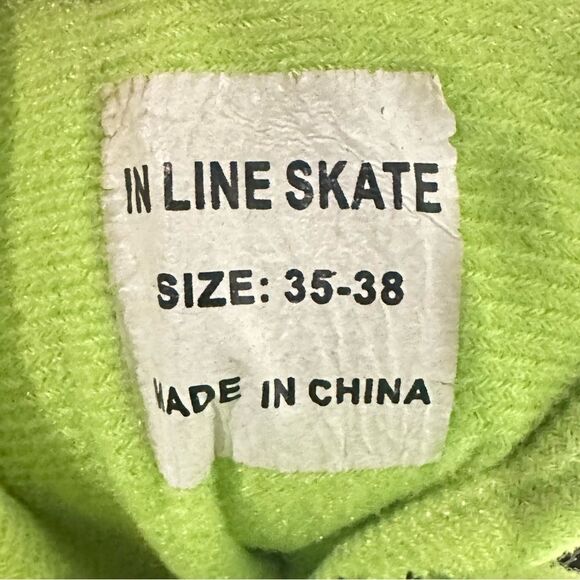 IN LINE SKATE
SIZE: 35-38
MADE IN CHINA